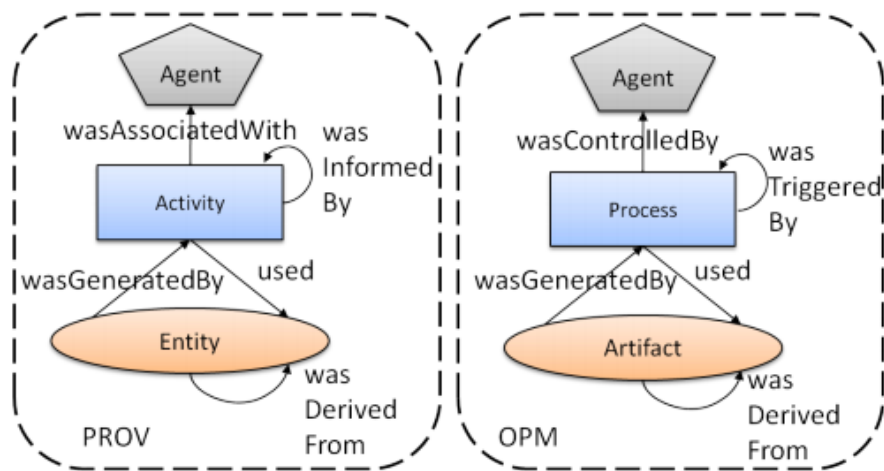 Agent
wasAssociatedWith
was
Informed
By
Activity
wasGeneratedBy
used
Entity
was
Derived
From
PROV
Agent
wasControlledBy
was
Triggered
By
Process
wasGeneratedBy
used
Artifact
was
Derived
From
OPM